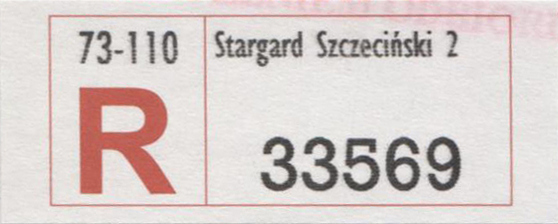 73-110 Stargard Szczeciński 2
R 33569